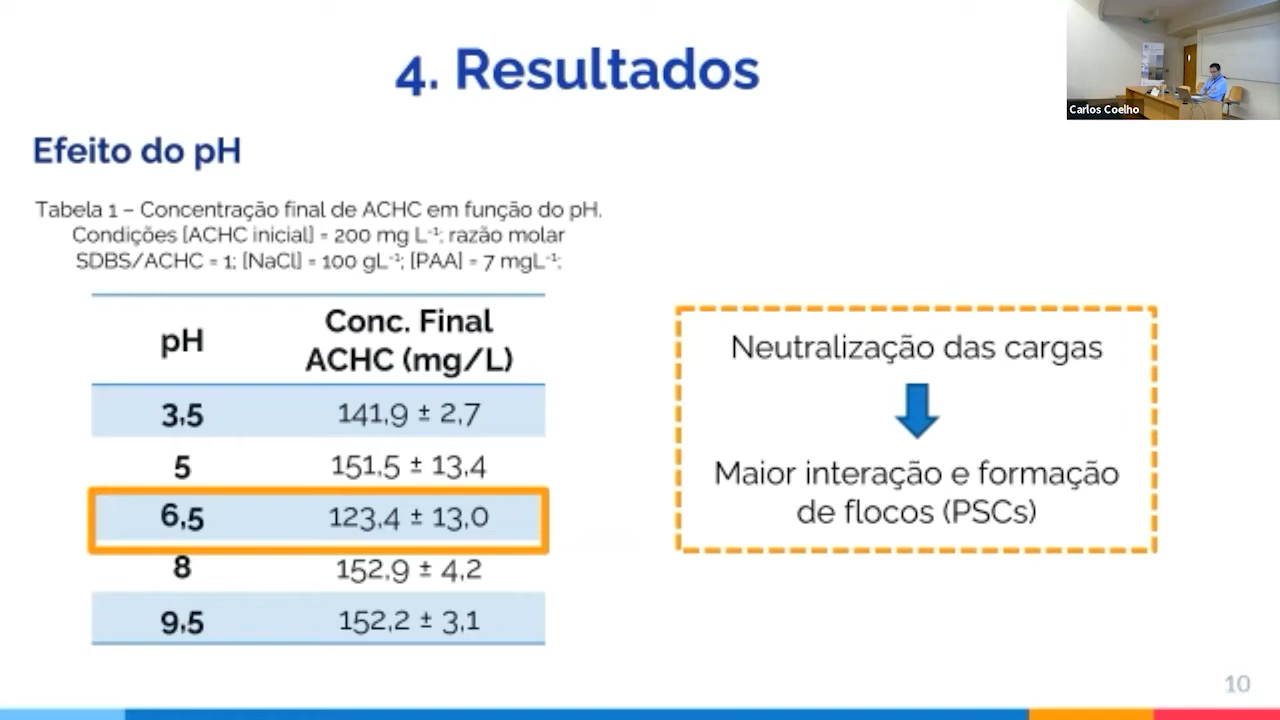 4. Resultados
Carlos Coelho
Efeito do pH
Tabela 1 – Concentração final de ACHC em função do pH.
Condições [ACHC inicial] = 200 mg L⁻¹; razão molar
SDBS/ACHC = 1; [NaCl] = 100 gL⁻¹; [PAA] = 7 mgL⁻¹;
pH Conc. Final
ACHC (mg/L)
3,5 141,9 ± 2,7
5 151,5 ± 13,4
6,5 123,4 ± 13,0
8 152,9 ± 4,2
9,5 152,2 ± 3,1
Neutralização das cargas
Maior interação e formação
de flocos (PSCs)
10